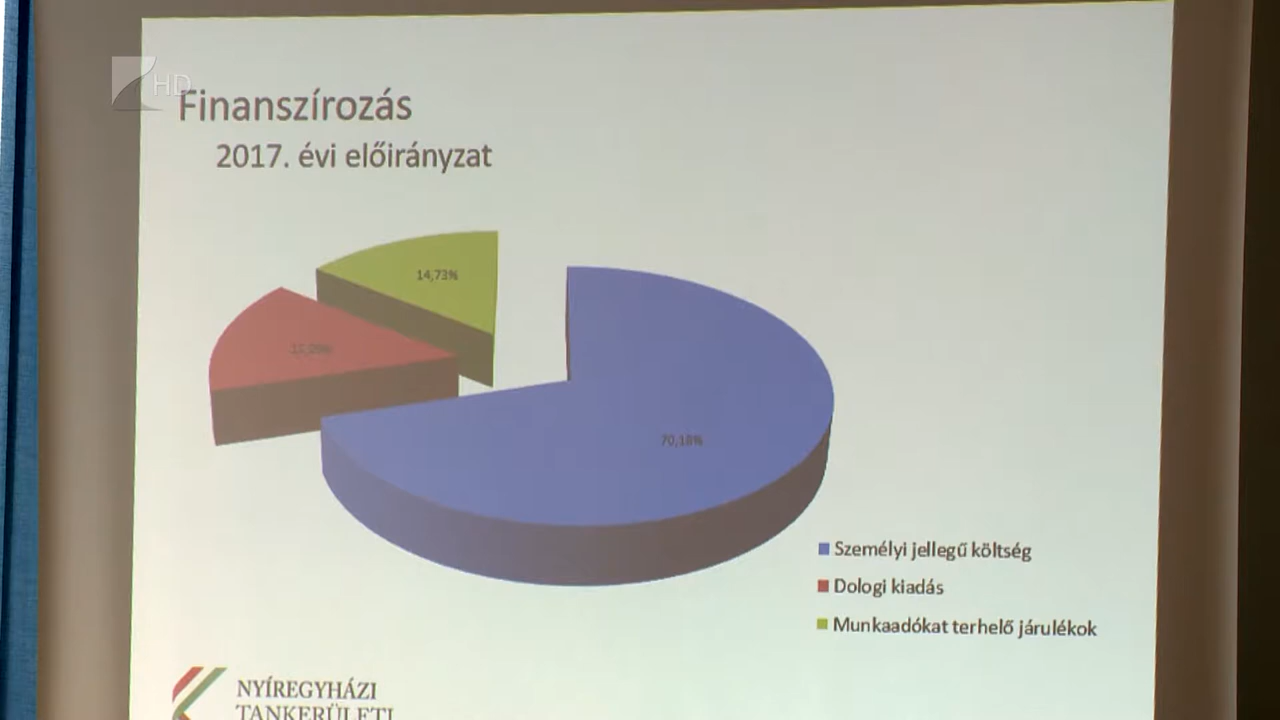 HD
Finanszírozás
2017. évi előirányzat
14,73%
70,18%
Személyi jellegű költség
Dologi kiadás
Munkaadókat terhelő járulékok
NYÍREGYHÁZI
TANKERÜLETI